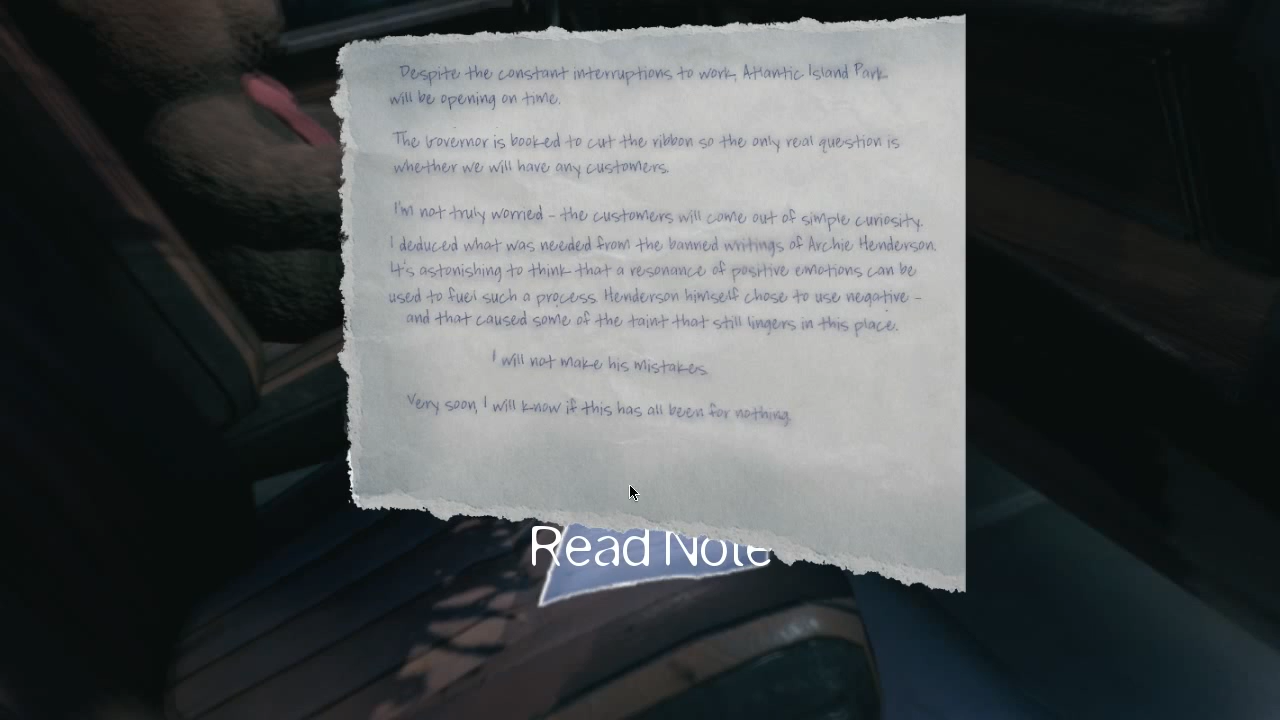 Despite the constant interruptions to work, Atlantic Island Park
will be opening on time.
The Governor is booked to cut the ribbon so the only real question is
whether we will have any customers.
I'm not truly worried - the customers will come out of simple curiosity.
I deduced what was needed from the banned writings of Archie Henderson.
It's astonishing to think that a resonance of positive emotions can be
used to fuel such a process. Henderson himself chose to use negative -
and that caused some of the taint that still lingers in this place.
I will not make his mistakes.
Very soon, I will know if this has all been for nothing.
Read Note